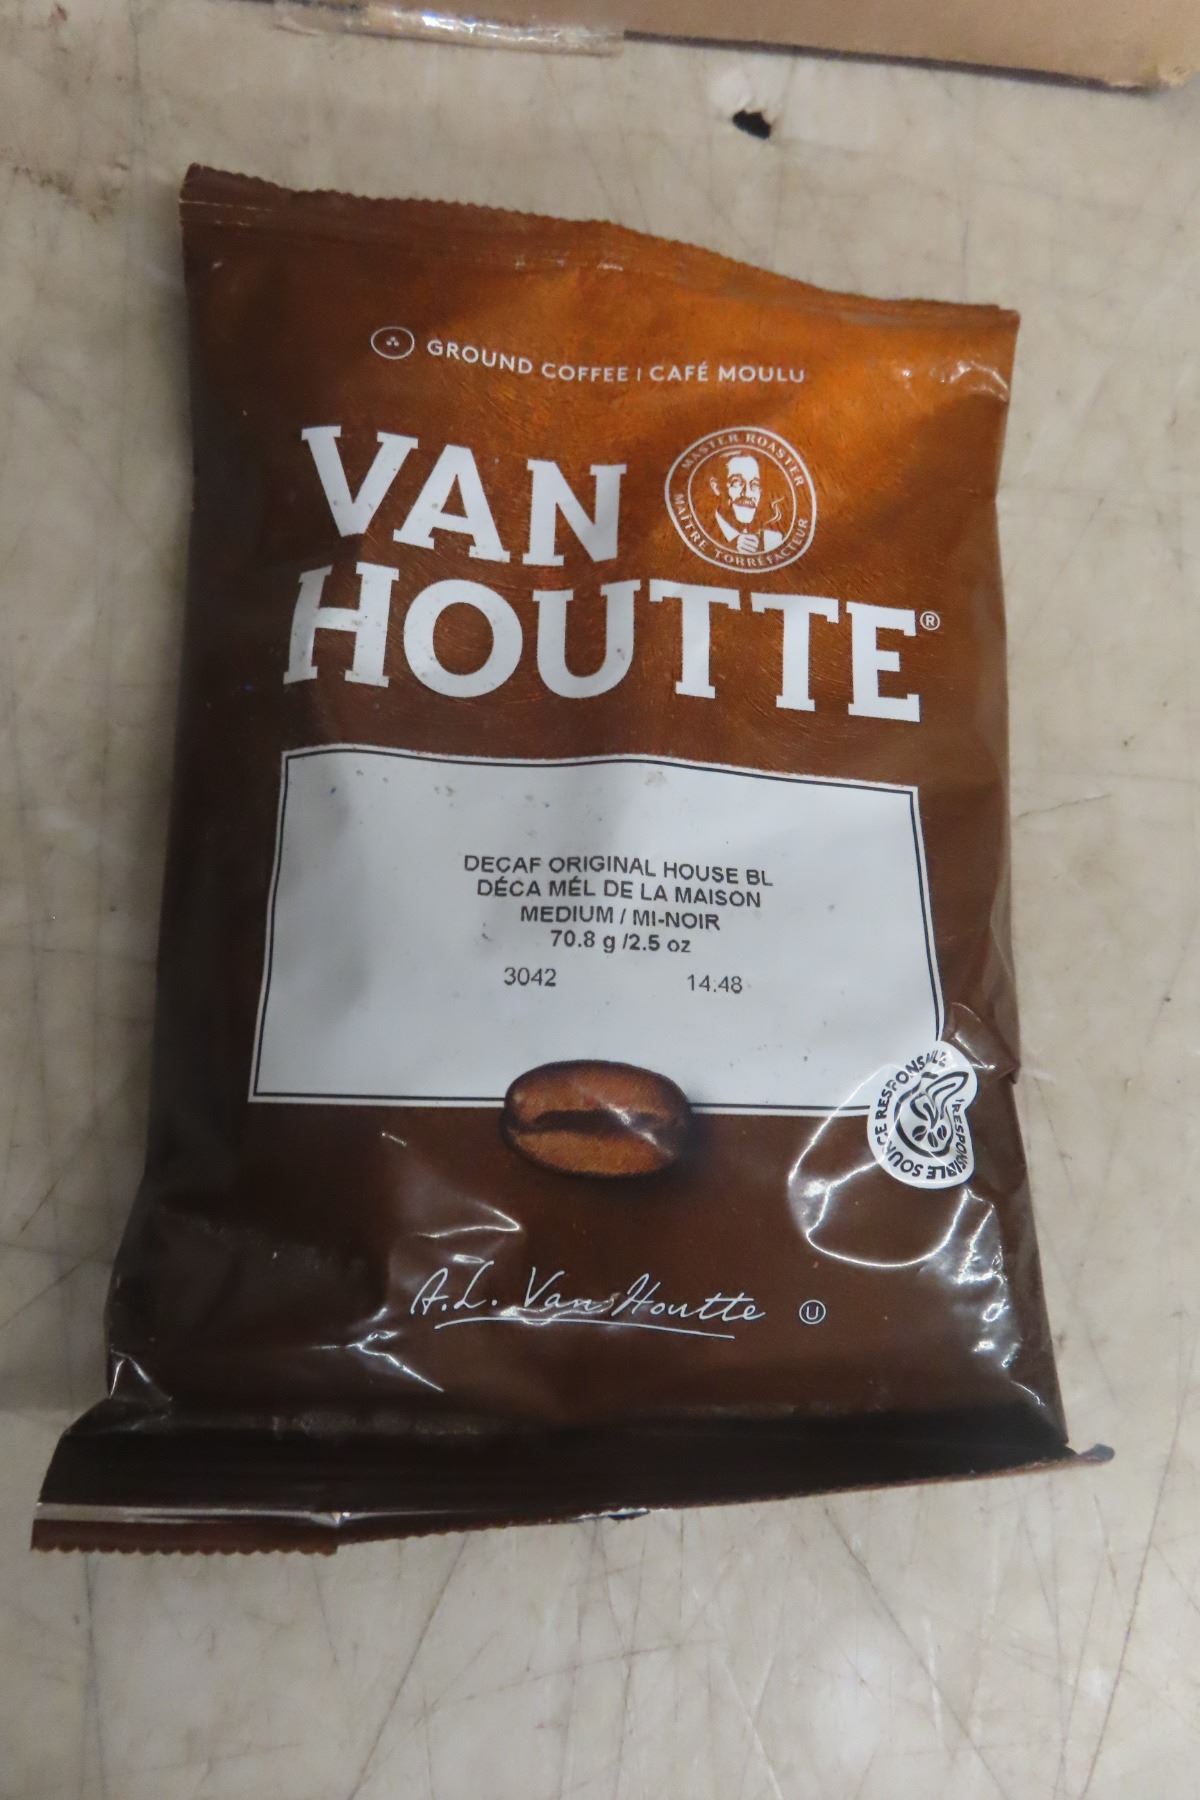 GROUND COFFEE | CAFÉ MOULU
VAN
HOUTTE®
MASTER ROASTER
MAÎTRE TORRÉFACTEUR
DECAF ORIGINAL HOUSE BL
DÉCA MÉL DE LA MAISON
MEDIUM / MI-NOIR
70.8 g /2.5 oz
3042 14:48
SOURCE RESPONSABLE
RESPONSIBLE SOURCE
A.L. Van Houtte U